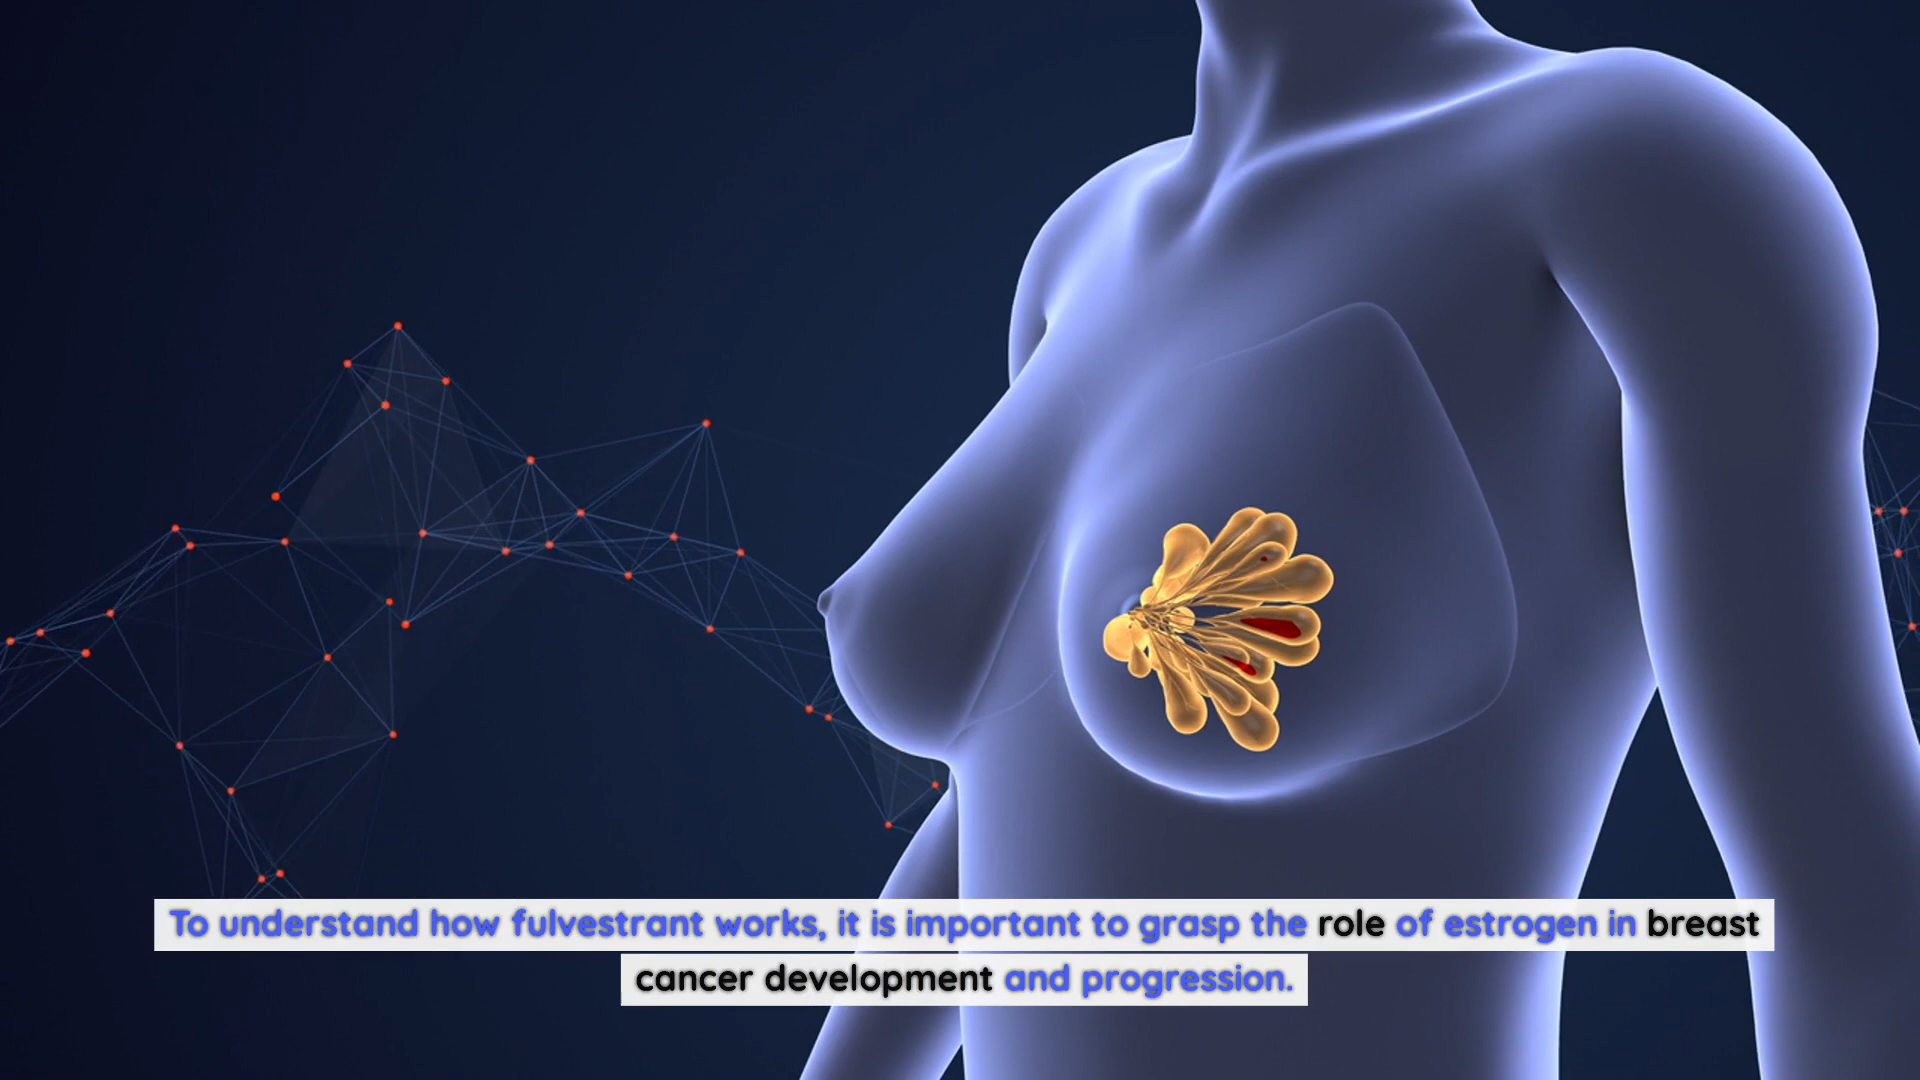 To understand how fulvestrant works, it is important to grasp the role of estrogen in breast
cancer development and progression.